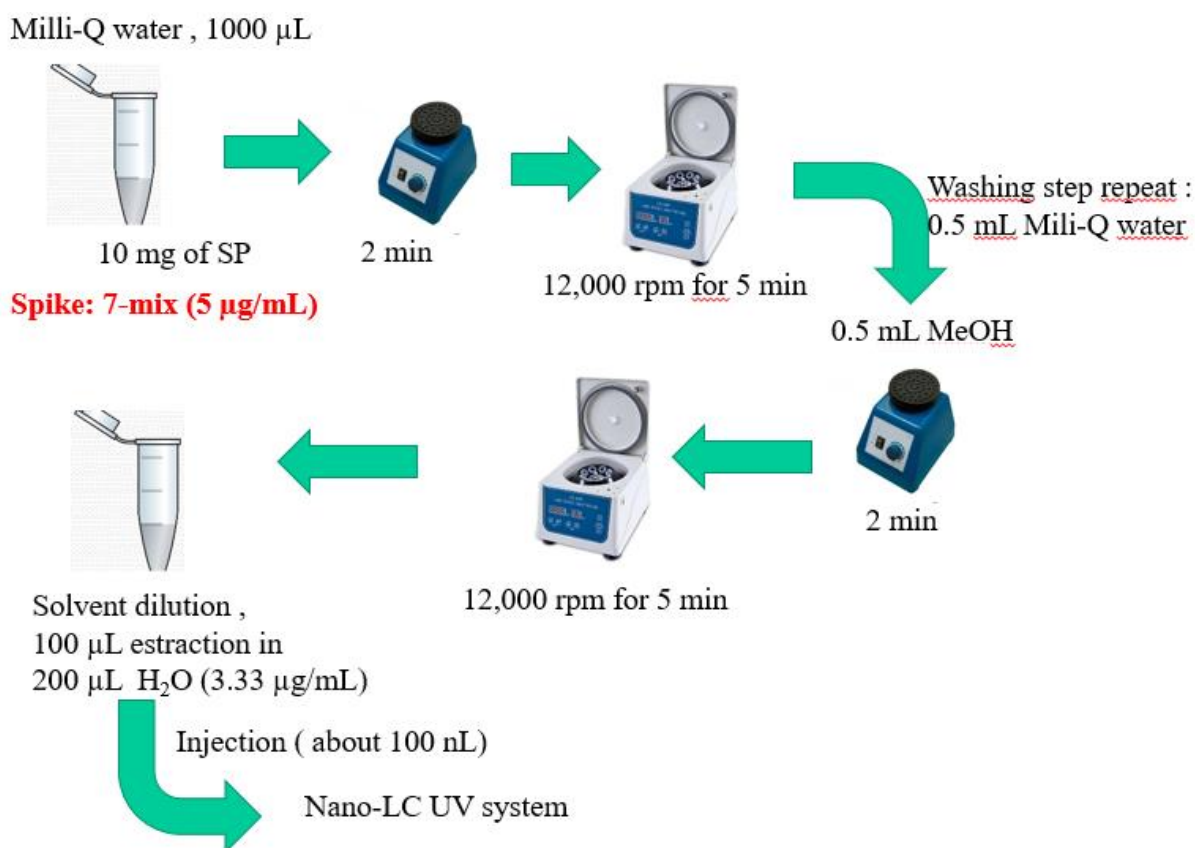 Milli-Q water , 1000 µL
10 mg of SP
2 min
12,000 rpm for 5 min
Washing step repeat :
0.5 mL Mili-Q water
Spike: 7-mix (5 µg/mL)
0.5 mL MeOH
2 min
12,000 rpm for 5 min
Solvent dilution ,
100 µL estraction in
200 µL H₂O (3.33 µg/mL)
Injection ( about 100 nL)
Nano-LC UV system